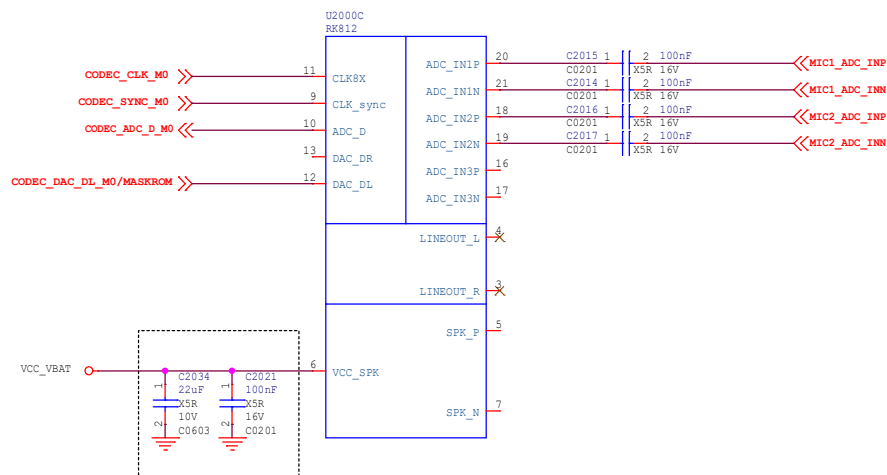 U2000C
RK812
CODEC_CLK_M0
11
CLK8X
CODEC_SYNC_M0
9
CLK_sync
CODEC_ADC_D_M0
10
ADC_D
13
DAC_DR
CODEC_DAC_DL_M0/MASKROM
12
DAC_DL
ADC_IN1P
20
C2015 1
2 100nF
C0201
X5R 16V
MIC1_ADC_INP
ADC_IN1N
21
C2014 1
2 100nF
C0201
X5R 16V
MIC1_ADC_INN
ADC_IN2P
18
C2016 1
2 100nF
C0201
X5R 16V
MIC2_ADC_INP
ADC_IN2N
19
C2017 1
2 100nF
C0201
X5R 16V
MIC2_ADC_INN
ADC_IN3P
16
ADC_IN3N
17
LINEOUT_L
4
LINEOUT_R
3
SPK_P
5
VCC_VBAT
6
VCC_SPK
SPK_N
7
C2034
1
22uF
X5R
10V
2
C0603
C2021
1
100nF
X5R
16V
2
C0201